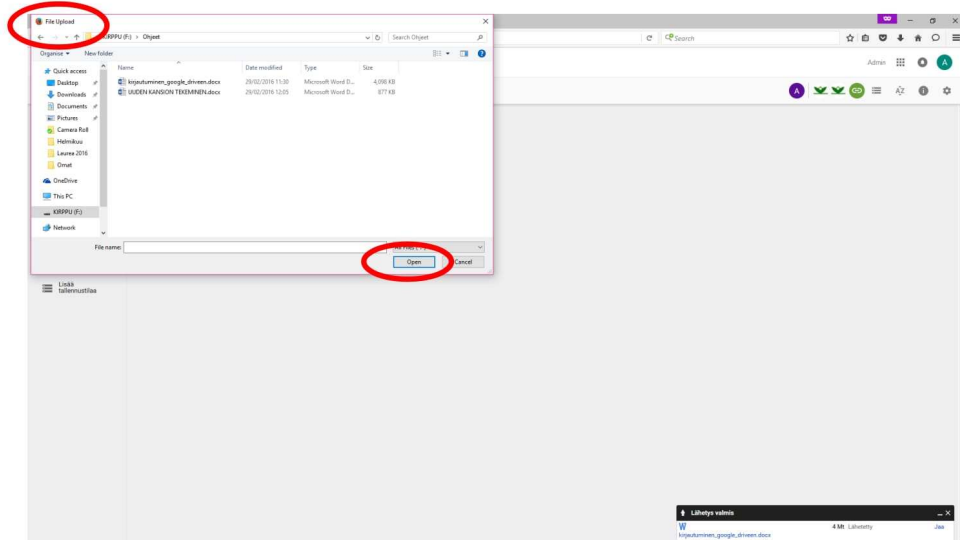 File Upload
KIRPPU (F:) › Ohjeet
Search Ohjeet
Search
Organise
New folder
Admin
A
Name
Date modified
Type
Size
Quick access
Desktop
Downloads
Documents
Pictures
Camera Roll
Helmikuu
Laurea 2016
Omat
OneDrive
This PC
KIRPPU (F:)
Network
kirjautuminen_google_driveen.docx 29/02/2016 11:30 Microsoft Word D... 4,098 KB
UUDEN KANSION TEKEMINEN.docx 29/02/2016 12:05 Microsoft Word D... 877 KB
A
AZ
File name:
Open
Cancel
Lisää
tallennustilaa
Lähetys valmis
W
4 Mt Lähetetty
Jaa
kirjautuminen_google_driveen.docx